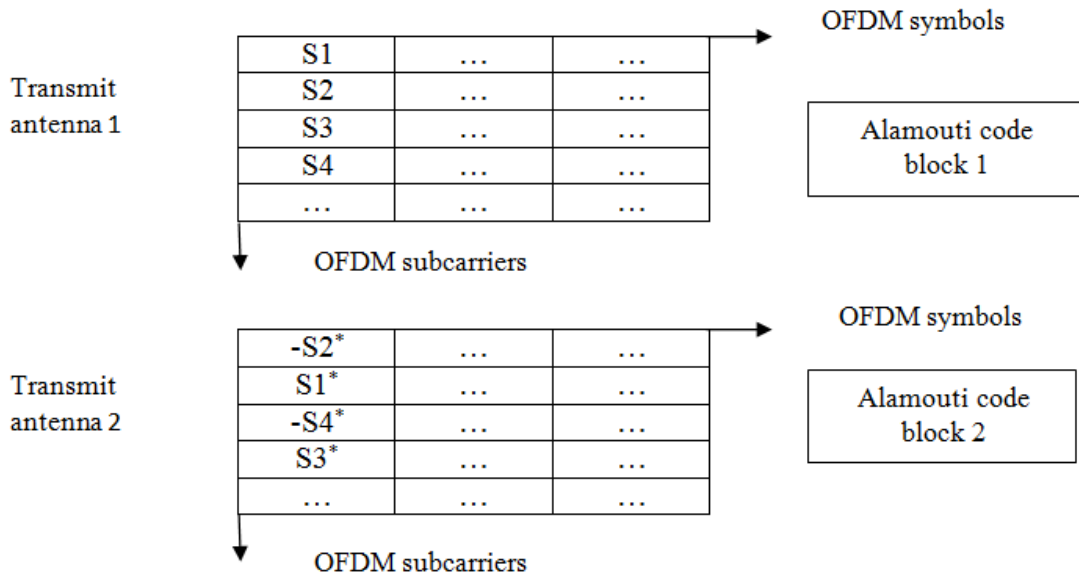 OFDM symbols
Transmit
antenna 1
S1 … …
S2 … …
S3 … …
S4 … …
… … …
Alamouti code
block 1
OFDM subcarriers
OFDM symbols
Transmit
antenna 2
-S2* … …
S1* … …
-S4* … …
S3* … …
… … …
Alamouti code
block 2
OFDM subcarriers